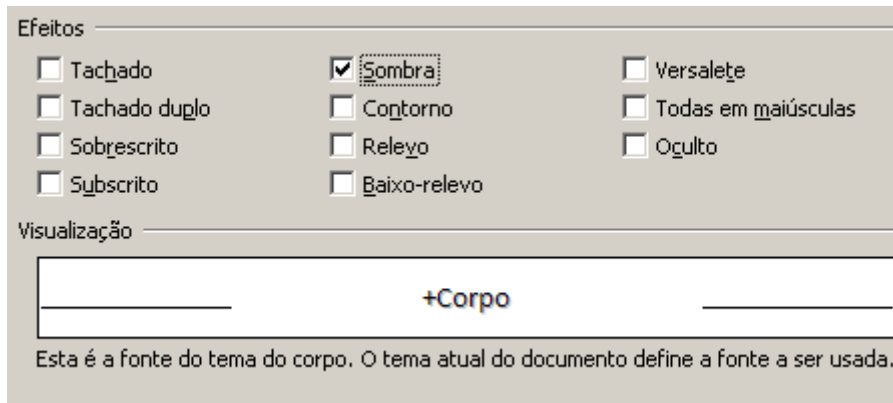 Efeitos
Tachado Sombra Versalete
Tachado duplo Contorno Todas em maiúsculas
Sobrescrito Relevo Oculto
Subscrito Baixo-relevo
Visualização
+Corpo
Esta é a fonte do tema do corpo. O tema atual do documento define a fonte a ser usada.